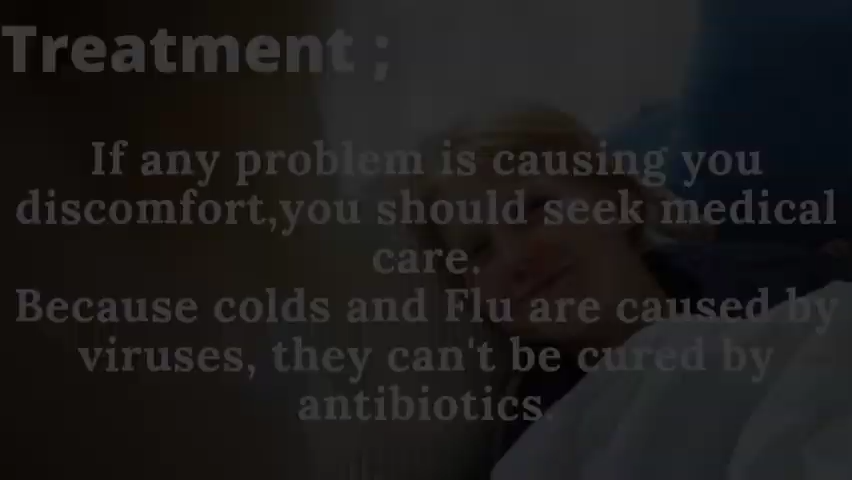 Treatment ;
If any problem is causing you
discomfort,you should seek medical
care.
Because colds and Flu are caused by
viruses, they can't be cured by
antibiotics.